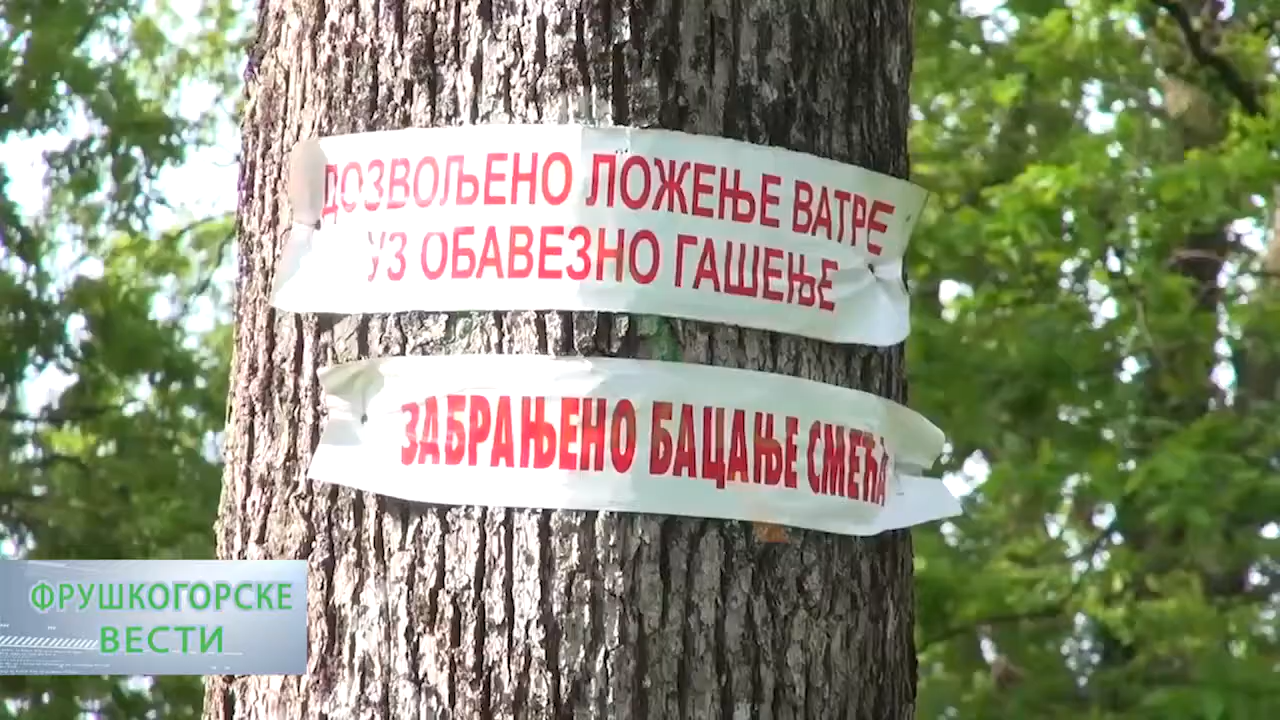 ДОЗВОЉЕНО ЛОЖЕЊЕ ВАТРЕ
УЗ ОБАВЕЗНО ГАШЕЊЕ
ЗАБРАЊЕНО БАЦАЊЕ СМЕЋА
ФРУШКОГОРСКЕ
ВЕСТИ